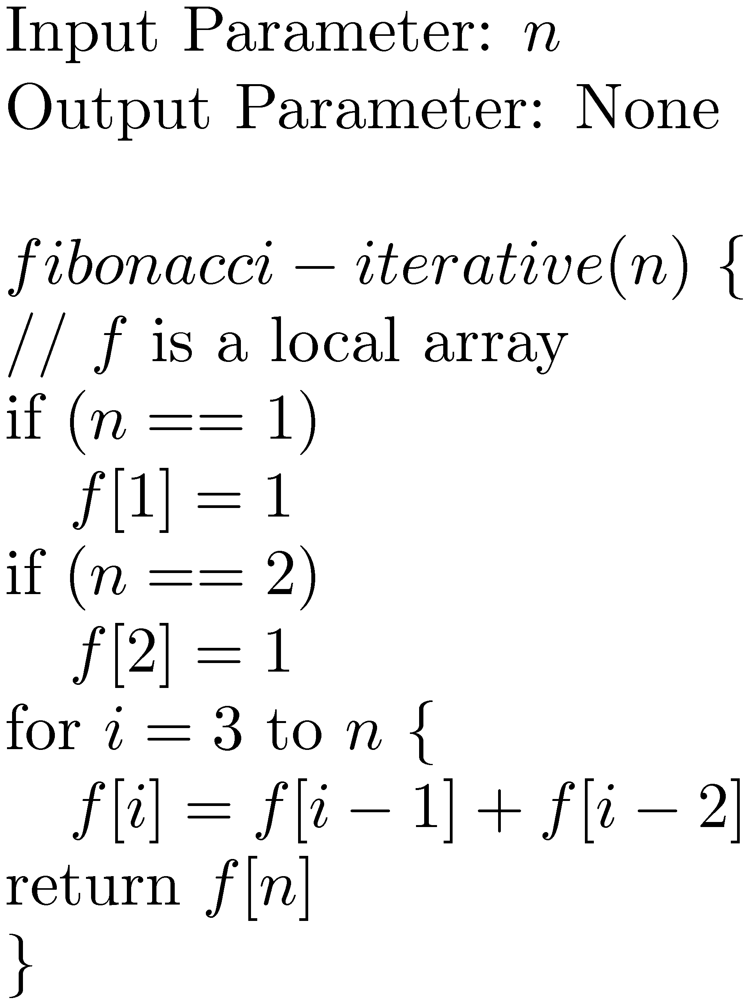 Input Parameter: n
Output Parameter: None
fibonacci − iterative(n) {
// f is a local array
if (n == 1)
f[1] = 1
if (n == 2)
f[2] = 1
for i = 3 to n {
f[i] = f[i − 1] + f[i − 2]
return f[n]
}